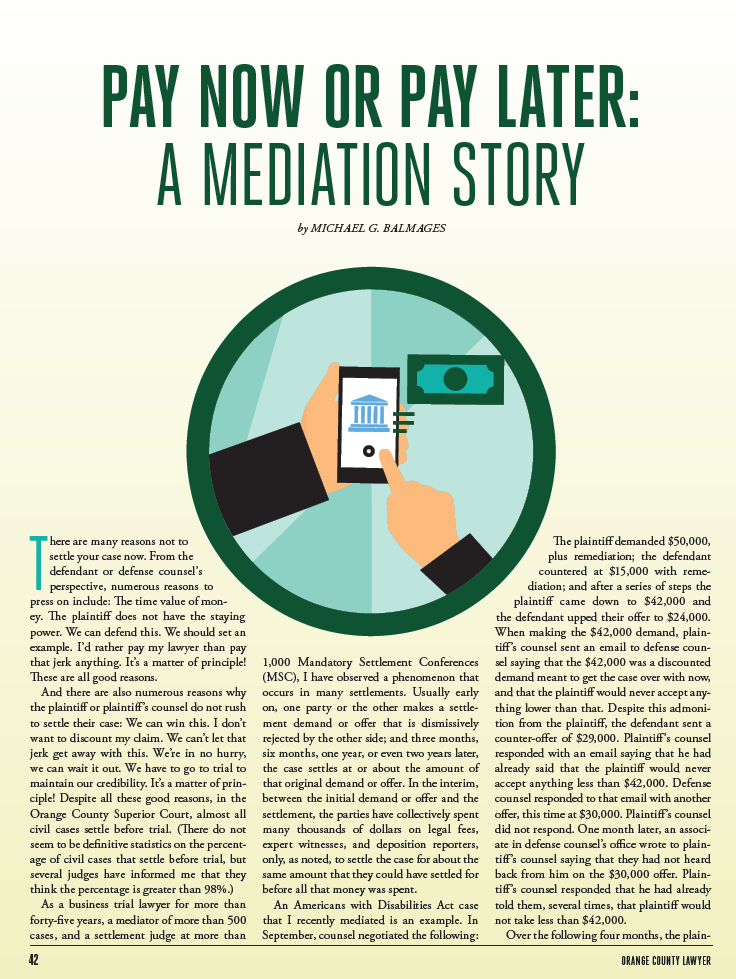 PAY NOW OR PAY LATER:
A MEDIATION STORY
by MICHAEL G. BALMAGES
There are many reasons not to
settle your case now. From the
defendant or defense counsel's
perspective, numerous reasons to
press on include: The time value of mon-
ey. The plaintiff does not have the staying
power. We can defend this. We should set an
example. I'd rather pay my lawyer than pay
that jerk anything. It's a matter of principle!
These are all good reasons.
And there are also numerous reasons why
the plaintiff or plaintiff's counsel do not rush
to settle their case: We can win this. I don't
want to discount my claim. We can't let that
jerk get away with this. We're in no hurry,
we can wait it out. We have to go to trial to
maintain our credibility. It's a matter of prin-
ciple! Despite all these good reasons, in the
Orange County Superior Court, almost all
civil cases settle before trial. (There do not
seem to be definitive statistics on the percent-
age of civil cases that settle before trial, but
several judges have informed me that they
think the percentage is greater than 98%.)
As a business trial lawyer for more than
forty-five years, a mediator of more than 500
cases, and a settlement judge at more than
1,000 Mandatory Settlement Conferences
(MSC), I have observed a phenomenon that
occurs in many settlements. Usually early
on, one party or the other makes a settle-
ment demand or offer that is dismissively
rejected by the other side; and three months,
six months, one year, or even two years later,
the case settles at or about the amount of
that original demand or offer. In the interim,
between the initial demand or offer and the
settlement, the parties have collectively spent
many thousands of dollars on legal fees,
expert witnesses, and deposition reporters,
only, as noted, to settle the case for about the
same amount that they could have settled for
before all that money was spent.
An Americans with Disabilities Act case
that I recently mediated is an example. In
September, counsel negotiated the following:
The plaintiff demanded $50,000,
plus remediation; the defendant
countered at $15,000 with reme-
diation; and after a series of steps the
plaintiff came down to $42,000 and
the defendant upped their offer to $24,000.
When making the $42,000 demand, plain-
tiff's counsel sent an email to defense coun-
sel saying that the $42,000 was a discounted
demand meant to get the case over with now,
and that the plaintiff would never accept any-
thing lower than that. Despite this admoni-
tion from the plaintiff, the defendant sent a
counter-offer of $29,000. Plaintiff's counsel
responded with an email saying that he had
already said that the plaintiff would never
accept anything less than $42,000. Defense
counsel responded to that email with another
offer, this time at $30,000. Plaintiff's counsel
did not respond. One month later, an associ-
ate in defense counsel's office wrote to plain-
tiff's counsel saying that they had not heard
back from him on the $30,000 offer. Plain-
tiff's counsel responded that he had already
told them, several times, that plaintiff would
not take less than $42,000.
Over the following four months, the plain-
42
ORANGE COUNTY LAWYER